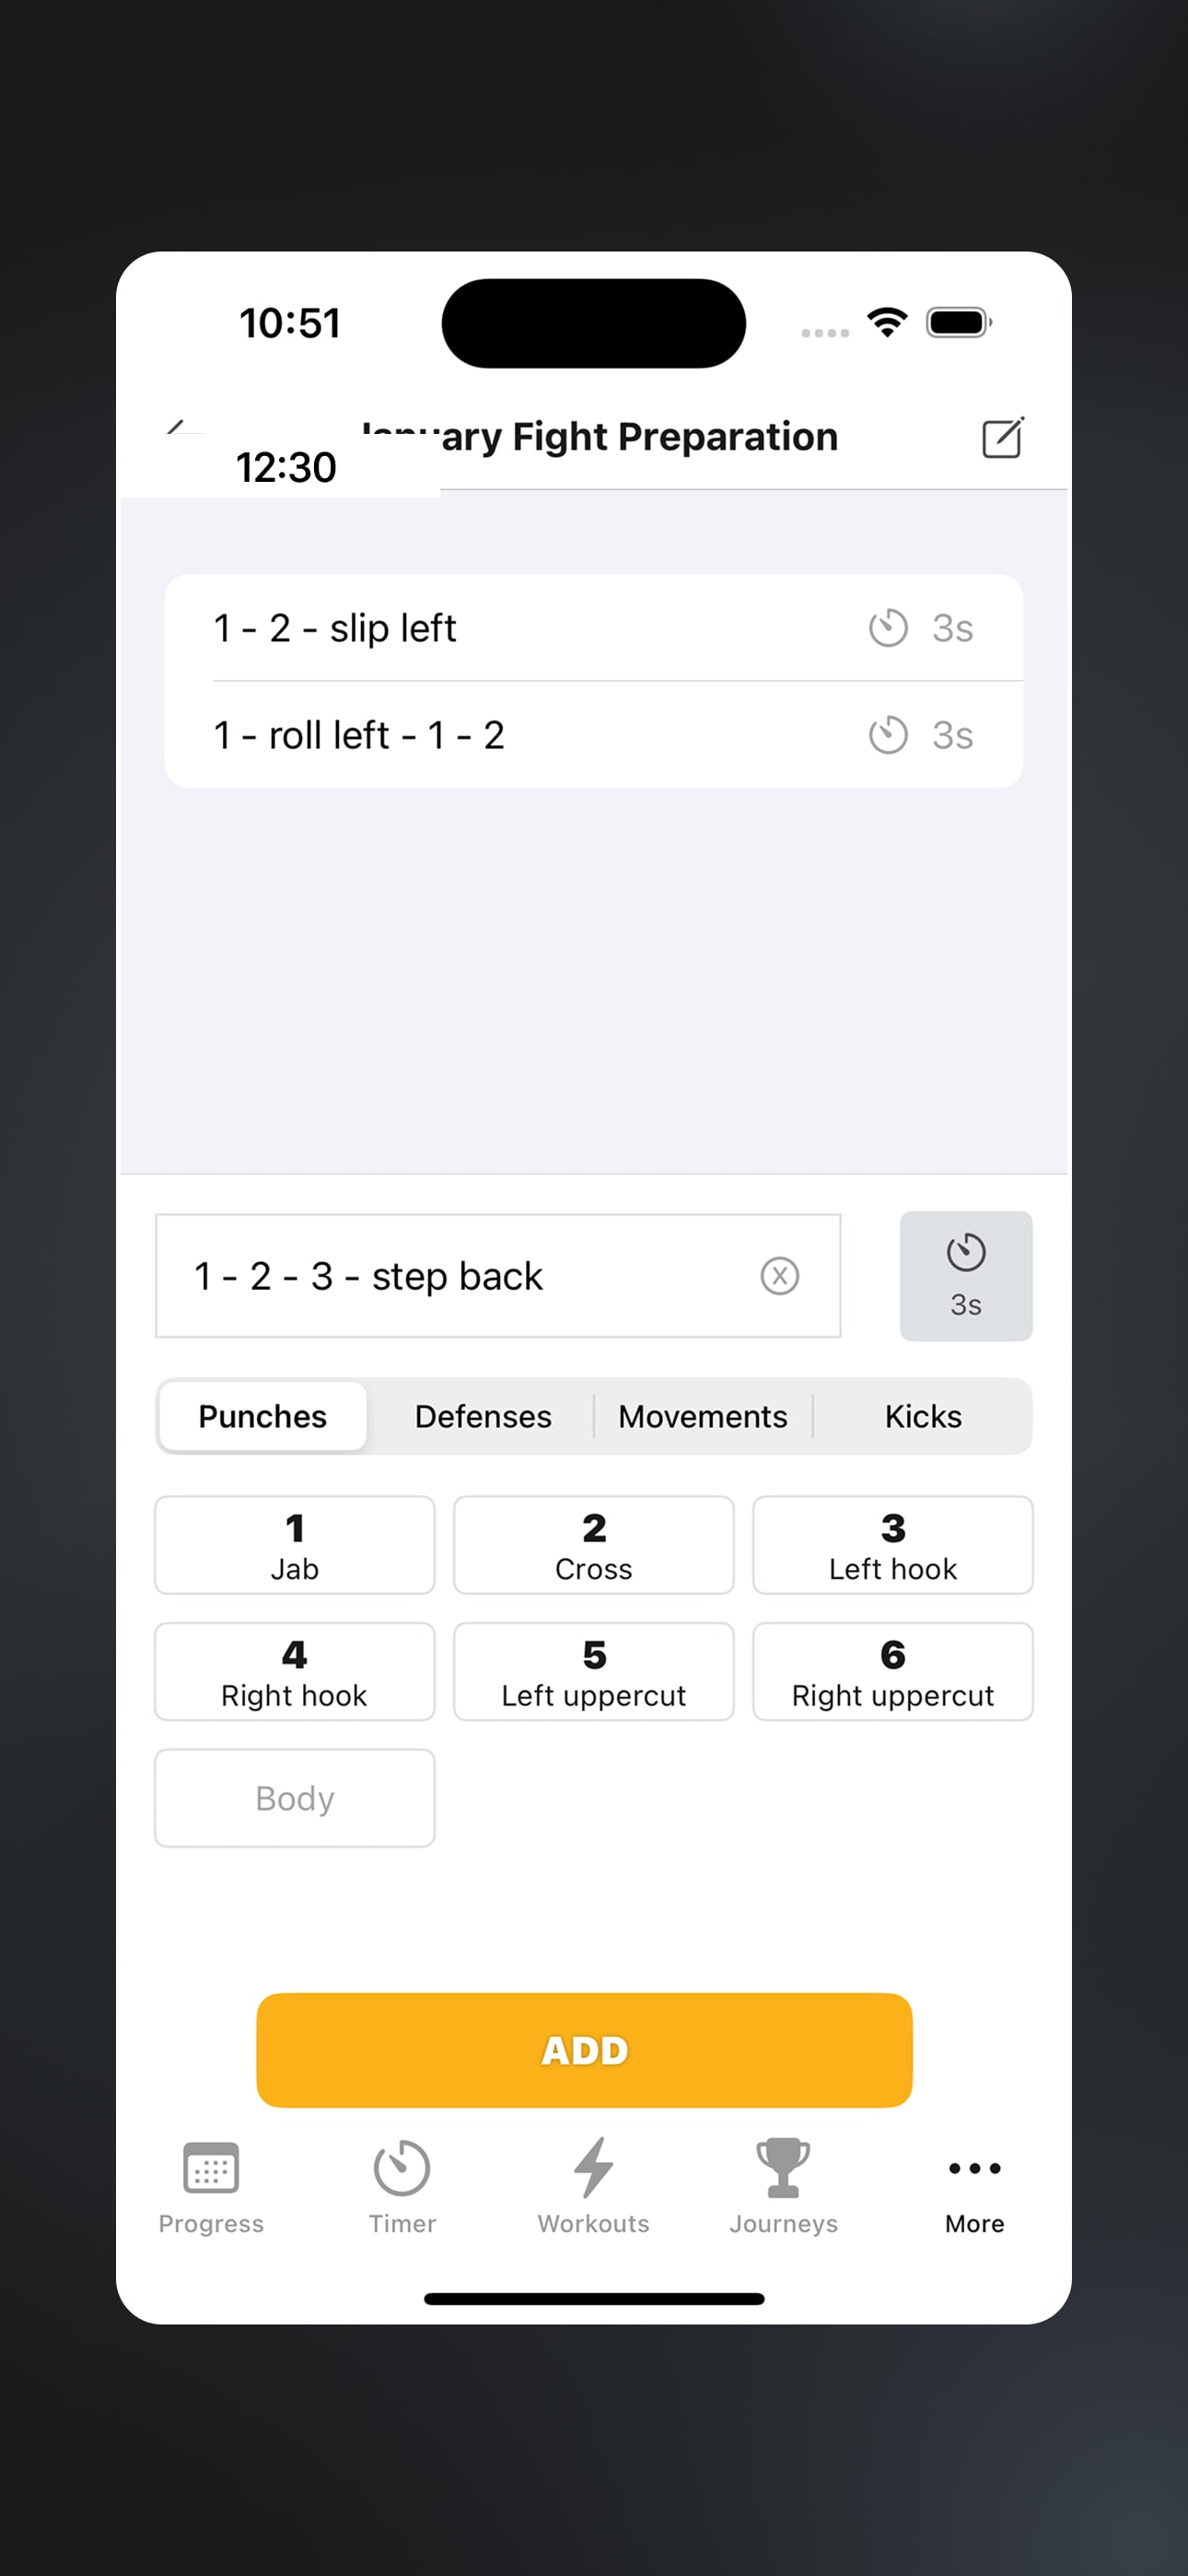 10:51
January Fight Preparation
12:30
1 - 2 - slip left 3s
1 - roll left - 1 - 2 3s
1 - 2 - 3 - step back
3s
Punches Defenses Movements Kicks
1 2 3
Jab Cross Left hook
4 5 6
Right hook Left uppercut Right uppercut
Body
ADD
Progress Timer Workouts Journeys More